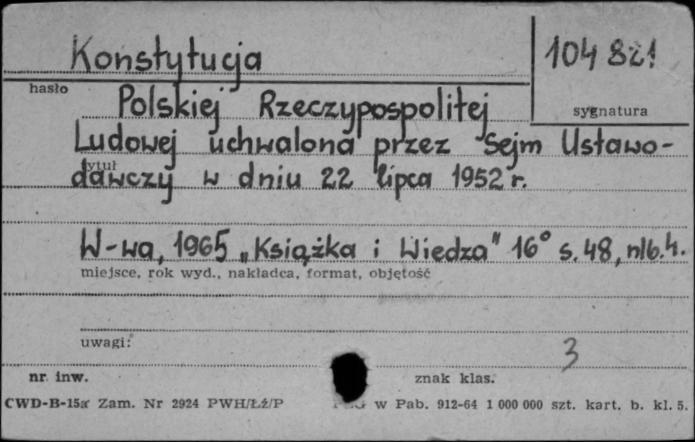 Konstytucja 104 821
hasło
Polskiej Rzeczypospolitej
sygnatura
Ludowej uchwalona przez Sejm Ustawo-
tytuł
dawczy w dniu 22 lipca 1952 r.
W-wa, 1965 „Książka i Wiedza" 16° s. 48, nlb. 4.
miejsce, rok wyd., nakładca, format, objętość
uwagi:
3
nr inw. znak klas.
CWD-B-15a Zam. Nr 2924 PWH/Łź/P w Pab. 912-64 1 000 000 szt. kart. b. kl. 5.